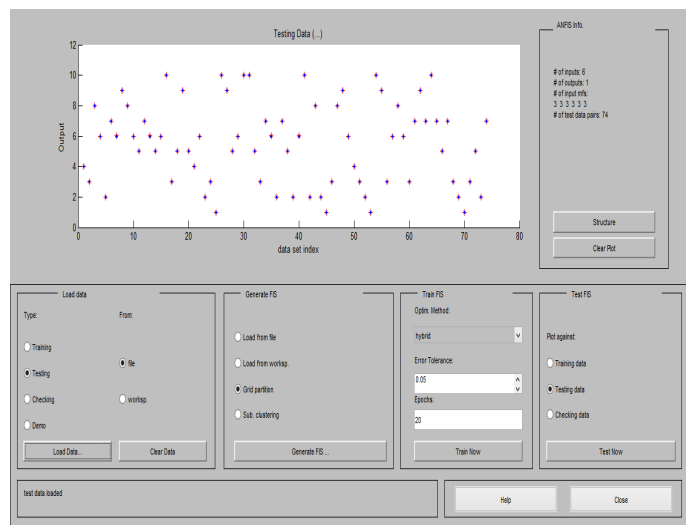 Testing Data (...)
12
10
8
6
4
2
0
0 10 20 30 40 50 60 70 80
Output
data set index
ANFIS Info.
# of inputs: 6
# of outputs: 1
# of input mfs:
3 3 3 3 3 3
# of test data pairs: 74
Structure
Clear Plot
Load data
Type:
From:
Training
Testing
Checking
Demo
file
worksp.
Load Data...
Clear Data
Generate FIS
Load from file
Load from worksp.
Grid partition
Sub. clustering
Generate FIS ...
Train FIS
Optim. Method:
hybrid
Error Tolerance:
0.05
Epochs:
20
Train Now
Test FIS
Plot against:
Training data
Testing data
Checking data
Test Now
test data loaded
Help
Close